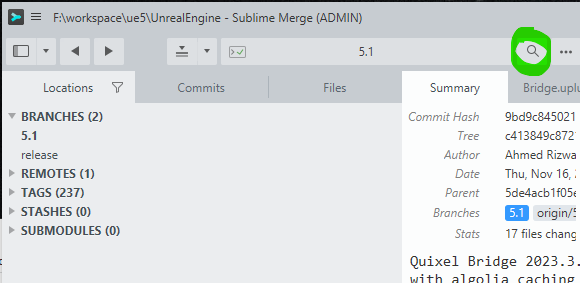 F:\workspace\ue5\UnrealEngine - Sublime Merge (ADMIN)
5.1
Locations
Commits
Files
Summary
Bridge.uplu
BRANCHES (2)
5.1
release
REMOTES (1)
TAGS (237)
STASHES (0)
SUBMODULES (0)
Commit Hash 9bd9c845021
Tree c413849c8721
Author Ahmed Rizwa
Date Thu, Nov 16, 2
Parent 5de4acb1f05e
Branches 5.1 origin/5
Stats 17 files chang
Quixel Bridge 2023.3.
with algolia caching